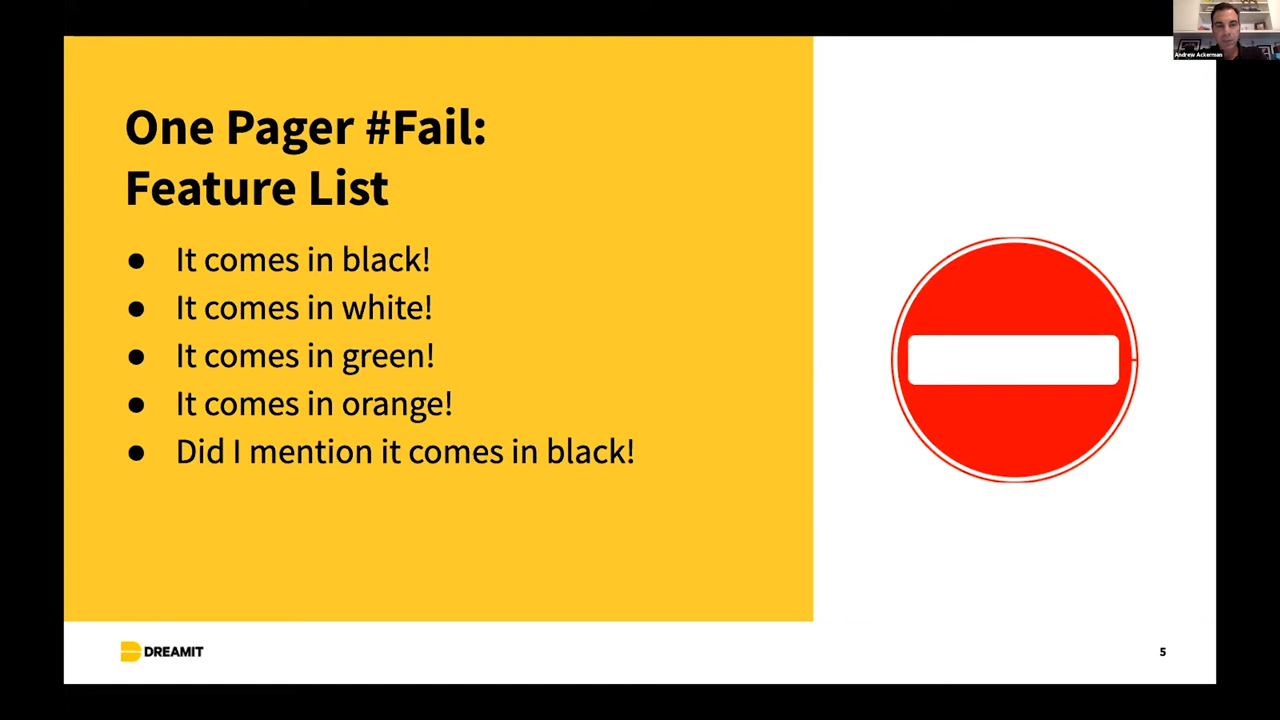 Andrew Ackerman
One Pager #Fail:
Feature List
● It comes in black!
● It comes in white!
● It comes in green!
● It comes in orange!
● Did I mention it comes in black!
DREAMIT
5